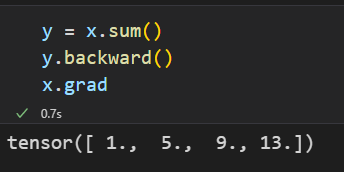 y = x.sum()
y.backward()
x.grad
0.7s
tensor([ 1.,  5.,  9., 13.])